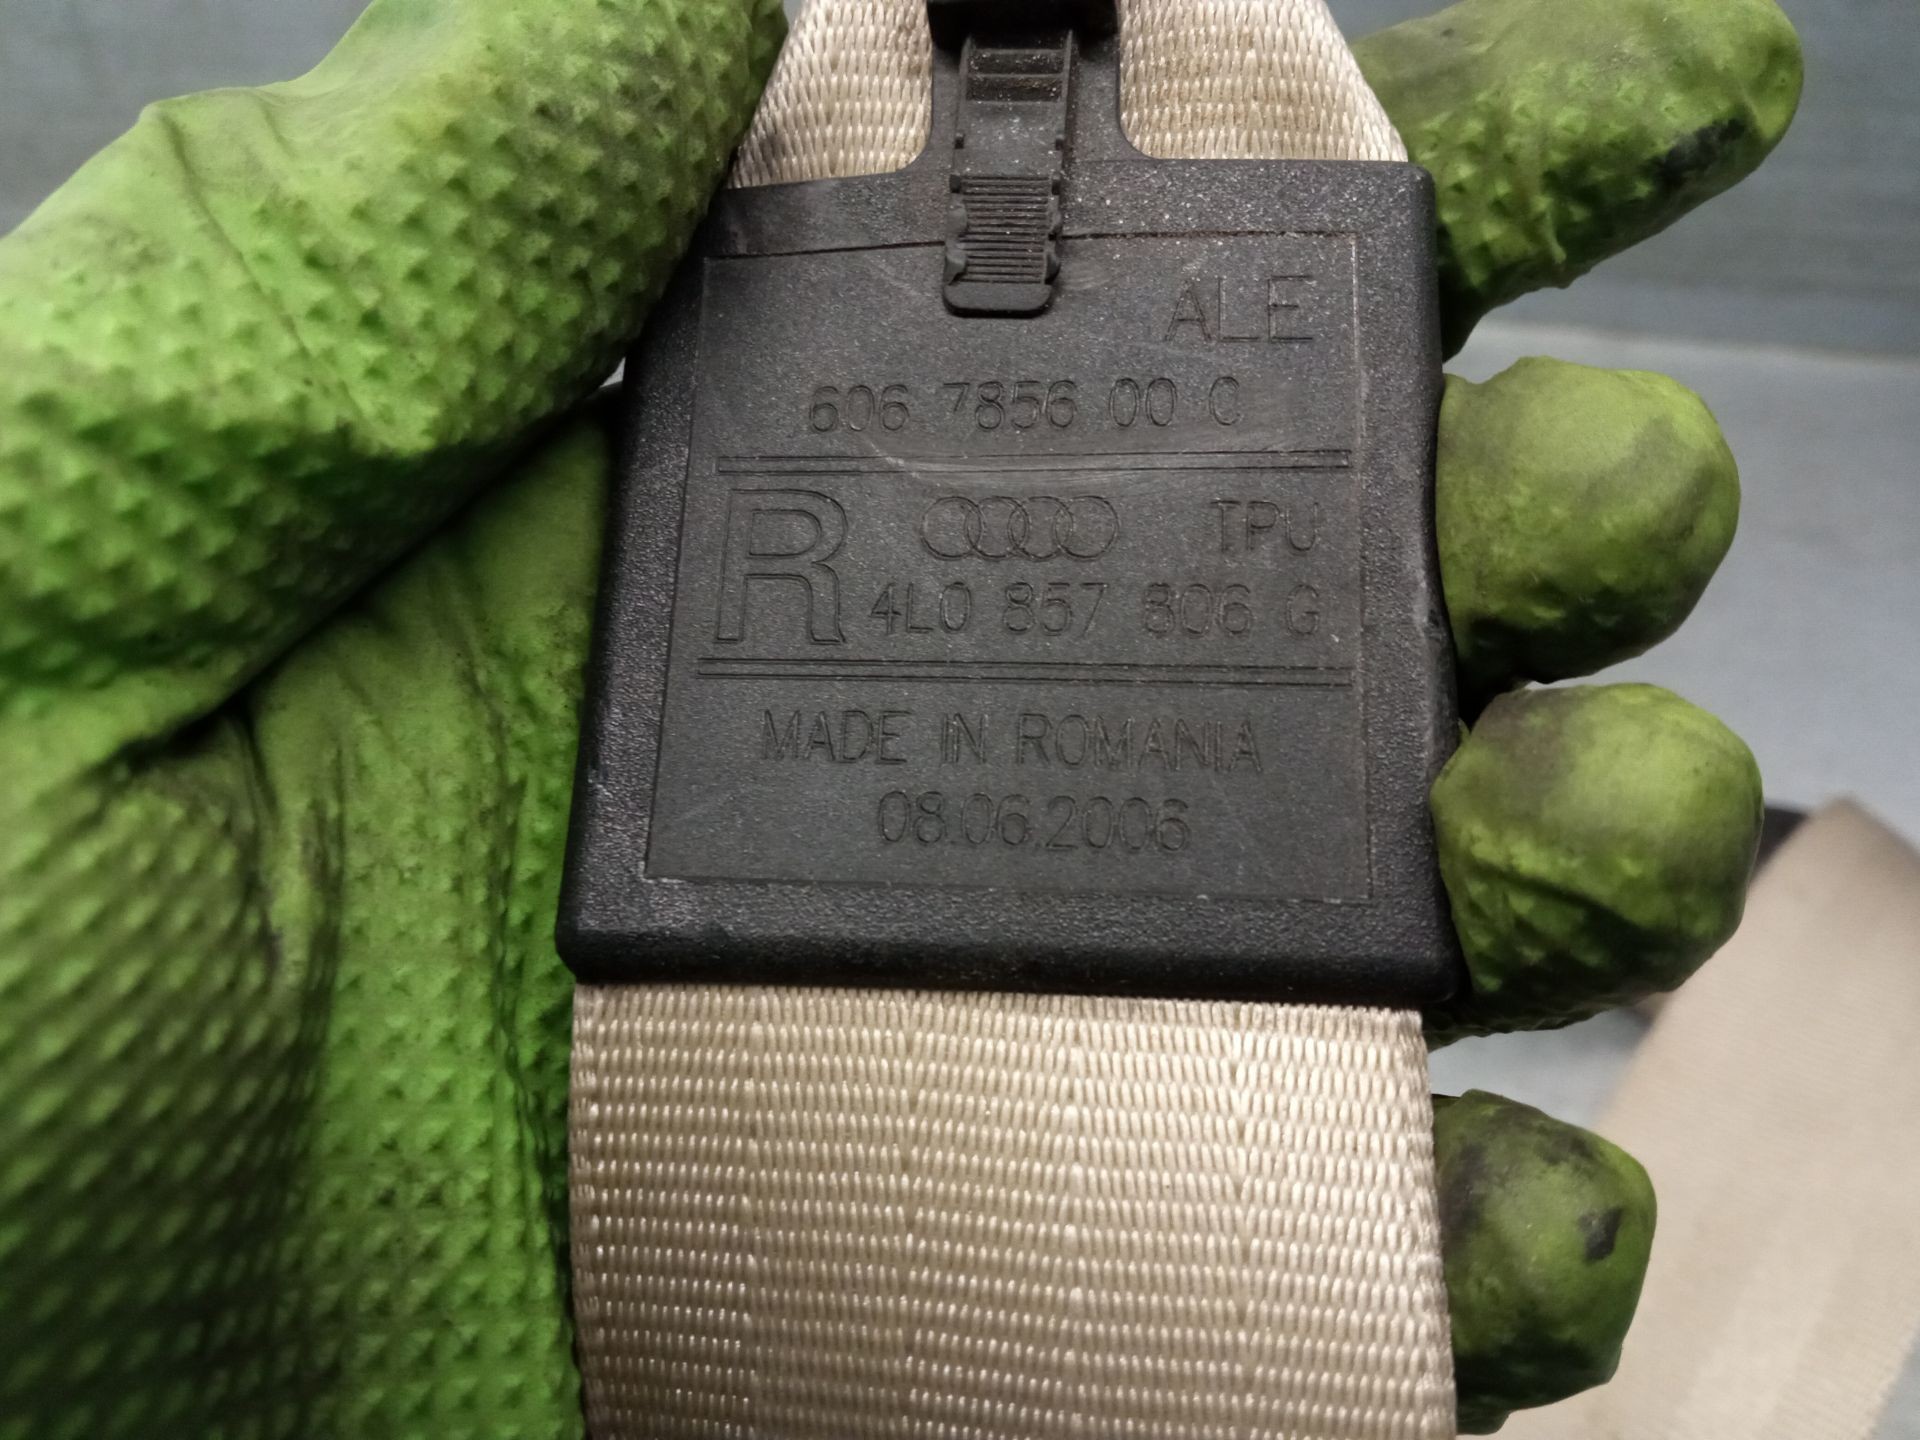 ALE
606 7856 00 C
R TPU
4L0 857 806 G
MADE IN ROMANIA
08.06.2006